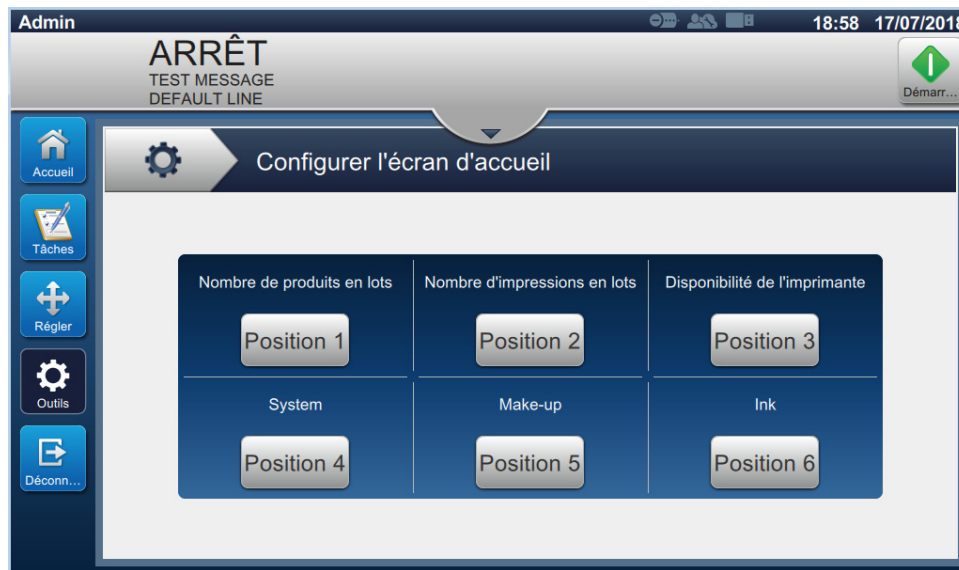 Admin
18:58 17/07/2018
ARRÊT
TEST MESSAGE
DEFAULT LINE
Démarr...
Accueil
Configurer l'écran d'accueil
Tâches
Régler
Outils
Déconn...
Nombre de produits en lots
Nombre d'impressions en lots
Disponibilité de l'imprimante
Position 1
Position 2
Position 3
System
Make-up
Ink
Position 4
Position 5
Position 6